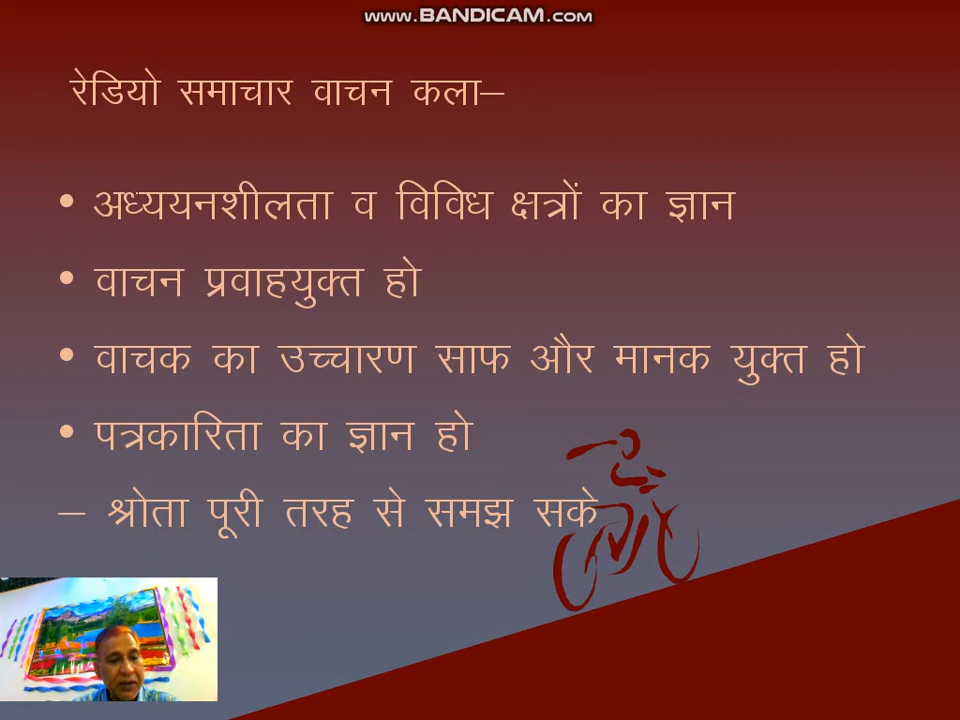 www.BANDICAM.com
रेडियो समाचार वाचन कला–
• अध्ययनशीलता व विविध क्षत्रों का ज्ञान
• वाचन प्रवाहयुक्त हो
• वाचक का उच्चारण साफ और मानक युक्त हो
• पत्रकारिता का ज्ञान हो
– श्रोता पूरी तरह से समझ सके